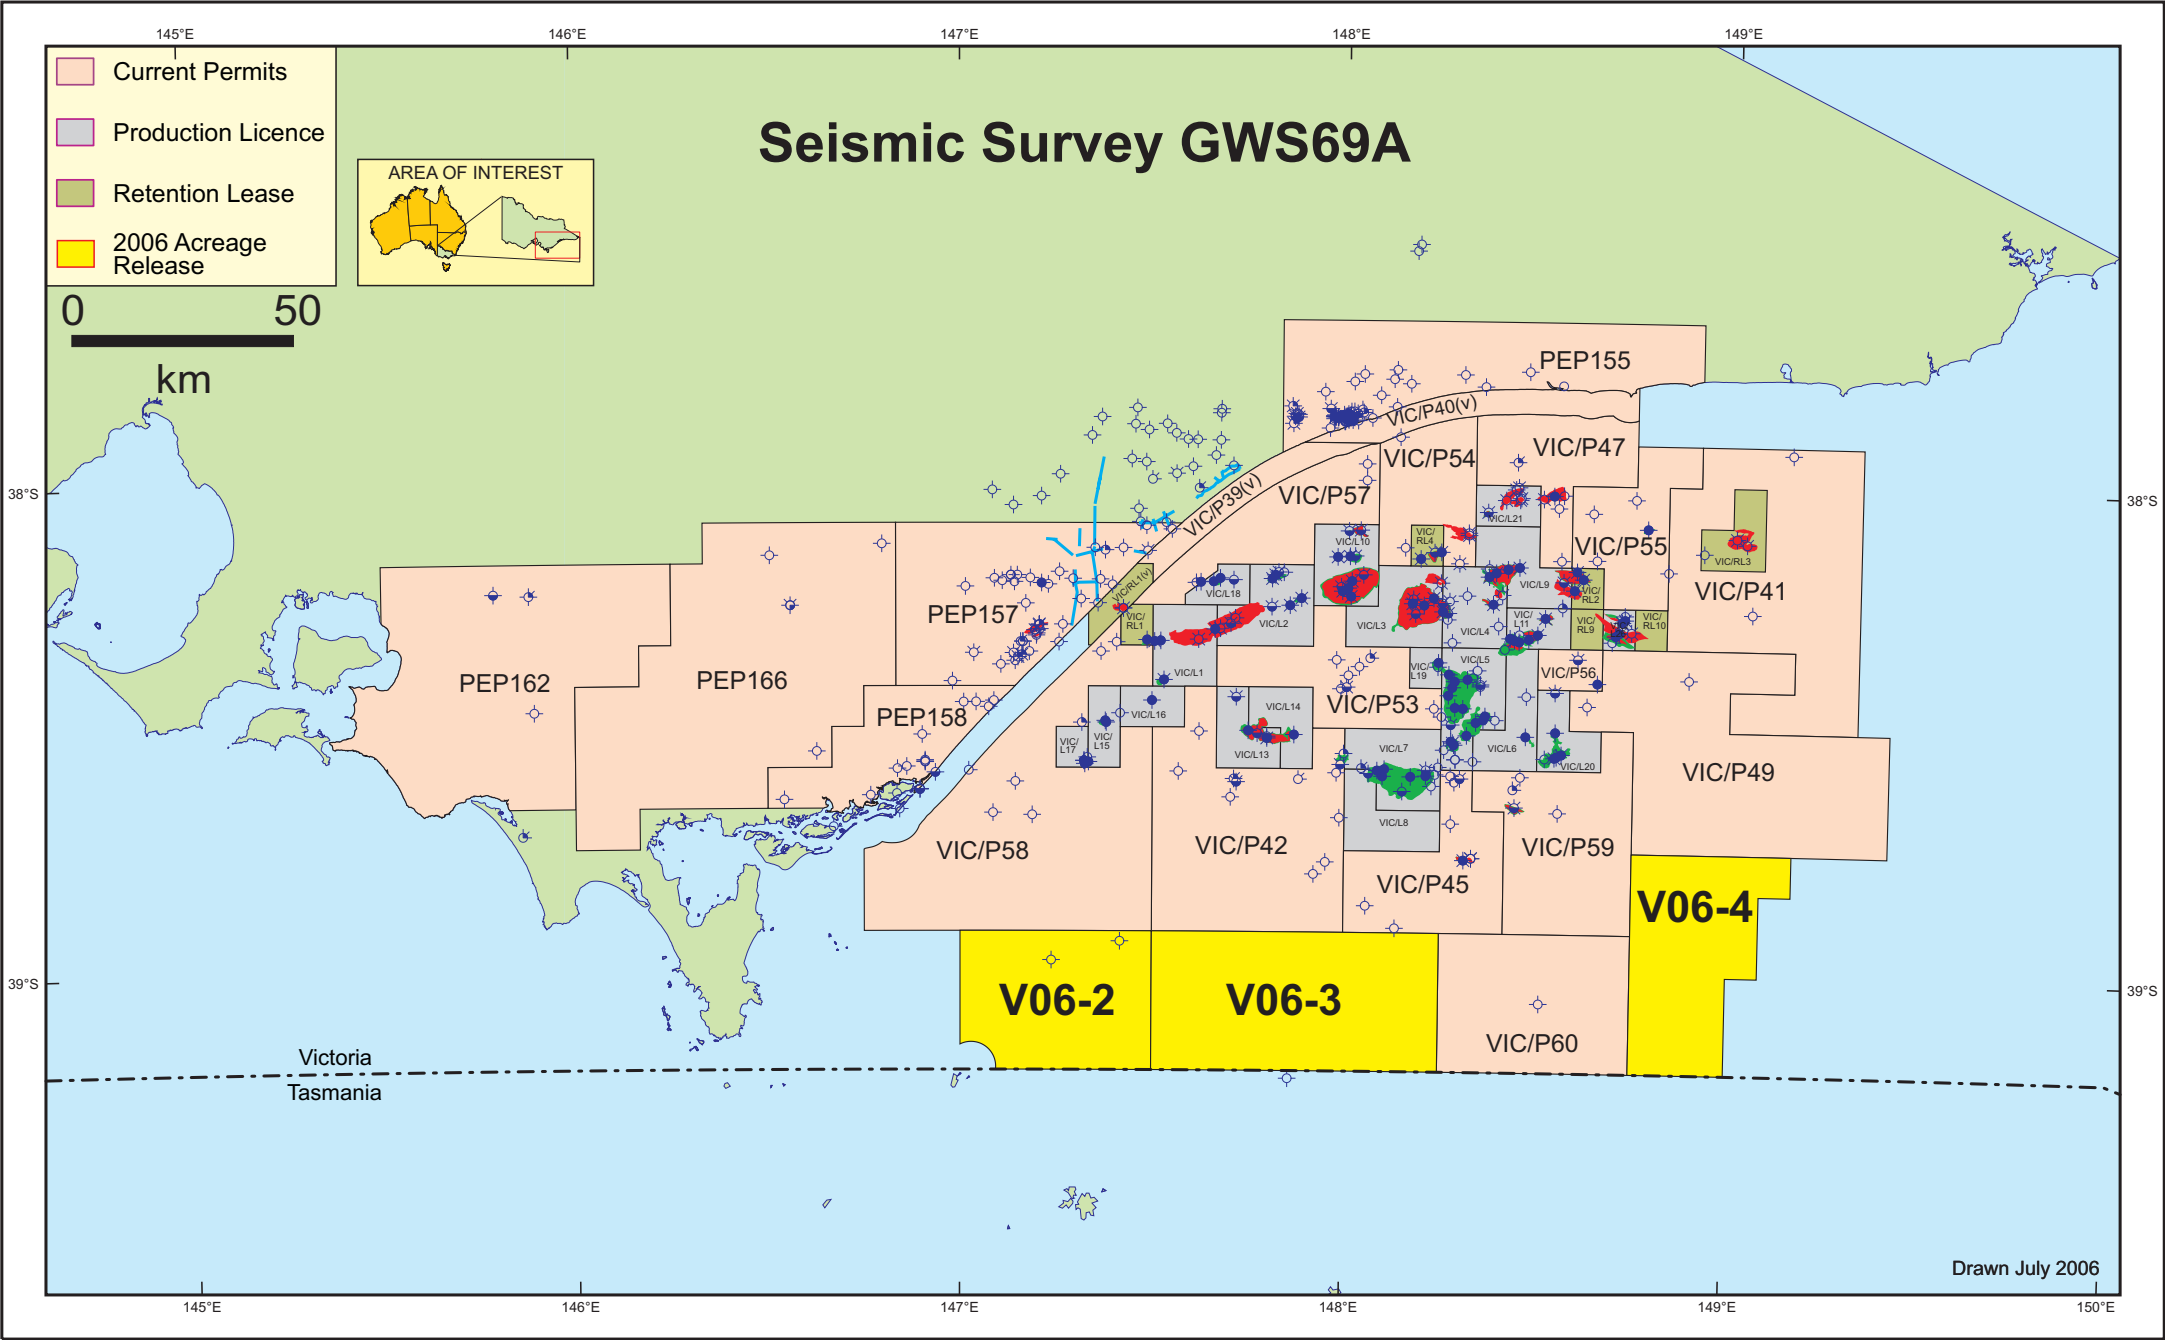 145°E
146°E
147°E
148°E
149°E
Current Permits
Production Licence
Retention Lease
2006 Acreage
Release
AREA OF INTEREST
Seismic Survey GWS69A
0
50
km
PEP155
VIC/P40(v)
VIC/P54
VIC/P47
VIC/P57
VIC/P39(v)
38°S
38°S
VIC/L21
VIC/L10
VIC/
RL4
VIC/P55
VIC/RL3
VIC/P41
VIC/RL1(v)
VIC/L18
VIC/L9
VIC/
RL2
PEP157
VIC/
RL1
VIC/L2
VIC/L3
VIC/L4
VIC/
L11
VIC/
RL9
VIC/
RL10
PEP162
PEP166
VIC/L1
VIC/
L19
VIC/L5
VIC/P56
VIC/P53
PEP158
VIC/L16
VIC/L14
VIC/
L17
VIC/
L15
VIC/L13
VIC/L7
VIC/L6
VIC/L20
VIC/P49
VIC/L8
VIC/P58
VIC/P42
VIC/P59
VIC/P45
V06-4
V06-2
V06-3
39°S
39°S
VIC/P60
Victoria
Tasmania
Drawn July 2006
145°E
146°E
147°E
148°E
149°E
150°E